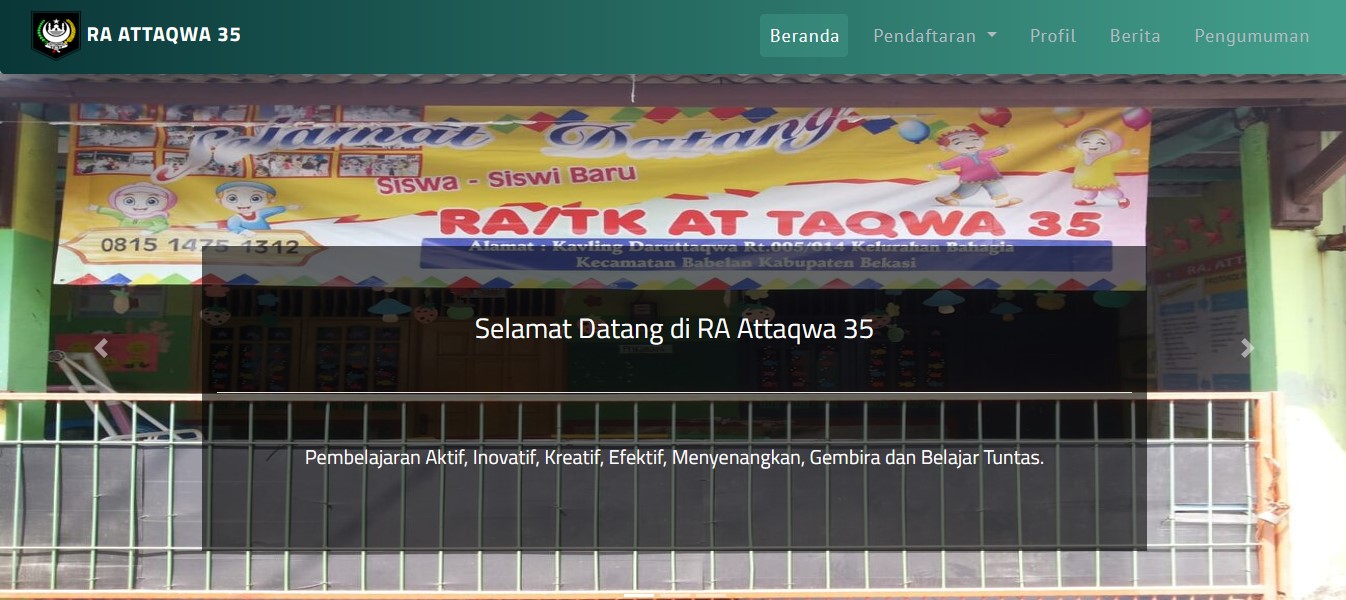 RA ATTAQWA 35
Beranda
Pendaftaran
Profil
Berita
Pengumuman
Selamat Datang
Siswa - Siswi Baru
RA/TK AT TAQWA 35
0815 1475 1312
Alamat : Kavling Daruttaqwa Rt.005/014 Kelurahan Bahagia
Kecamatan Babelan Kabupaten Bekasi
RA. ATT
Selamat Datang di RA Attaqwa 35
Pembelajaran Aktif, Inovatif, Kreatif, Efektif, Menyenangkan, Gembira dan Belajar Tuntas.